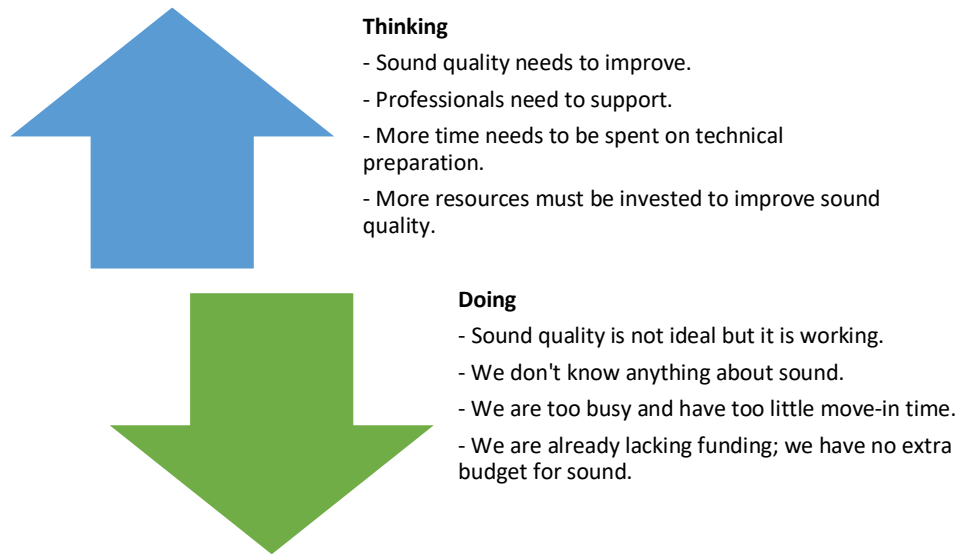 Thinking
- Sound quality needs to improve.
- Professionals need to support.
- More time needs to be spent on technical
preparation.
- More resources must be invested to improve sound
quality.
Doing
- Sound quality is not ideal but it is working.
- We don't know anything about sound.
- We are too busy and have too little move-in time.
- We are already lacking funding; we have no extra
budget for sound.